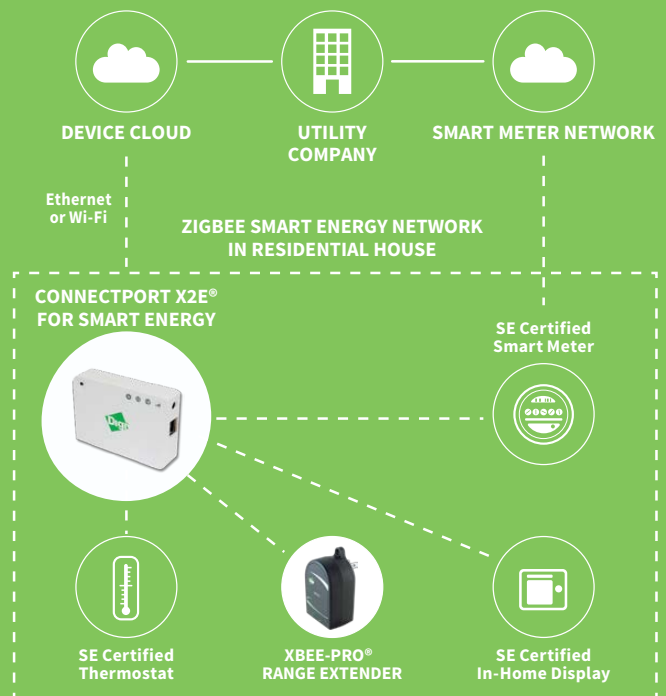 DEVICE CLOUD
UTILITY
COMPANY
SMART METER NETWORK
Ethernet
or Wi-Fi
ZIGBEE SMART ENERGY NETWORK
IN RESIDENTIAL HOUSE
CONNECTPORT X2E®
FOR SMART ENERGY
Digi
SE Certified
Smart Meter
SE Certified
Thermostat
XBEE-PRO®
RANGE EXTENDER
SE Certified
In-Home Display